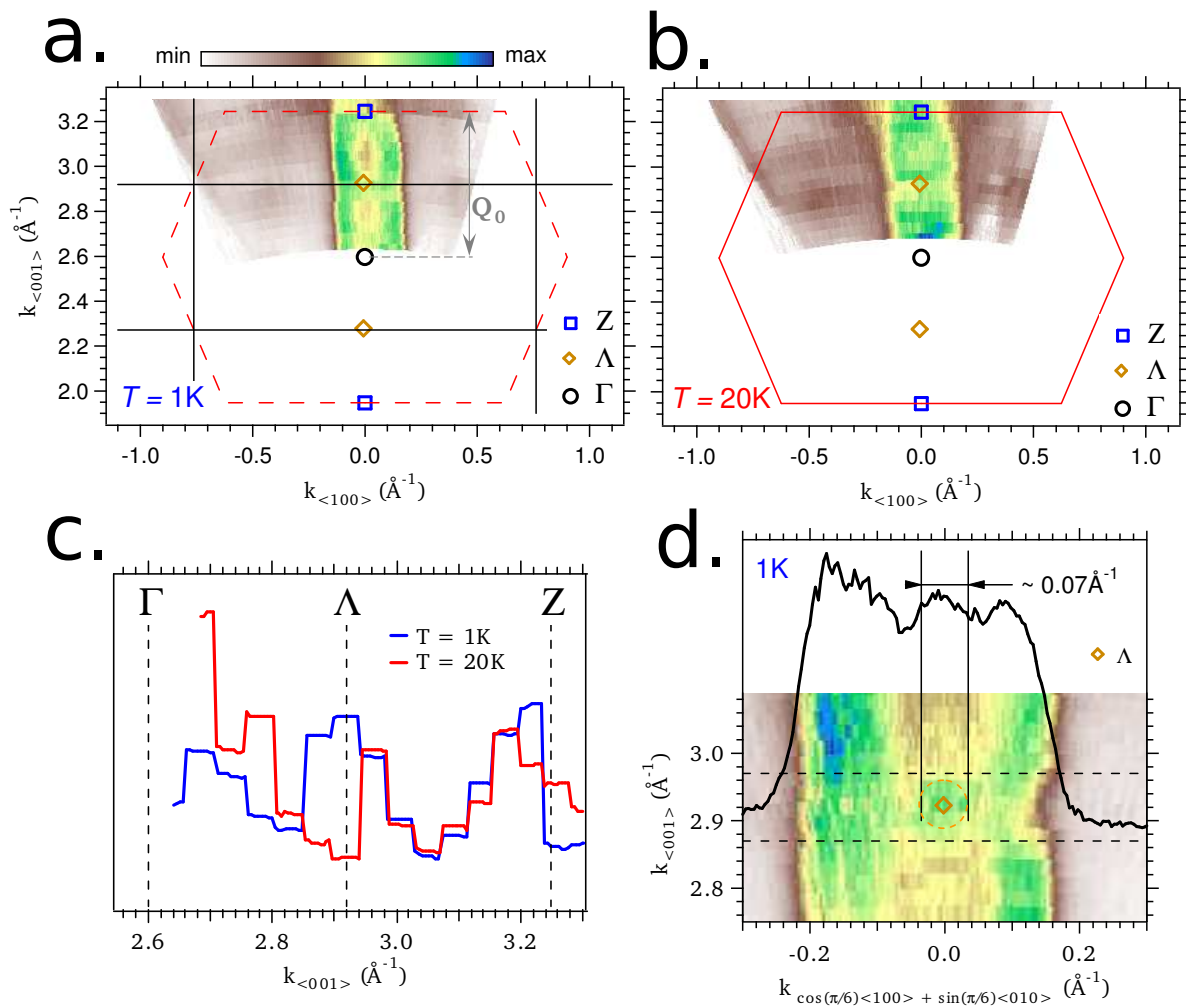 a.
min
max
k<001> (Å-1)
3.2
3.0
2.8
2.6
2.4
2.2
2.0
Q0
Z
Λ
Γ
T = 1K
-1.0
-0.5
0.0
0.5
1.0
k<100> (Å-1)
b.
Z
Λ
Γ
T = 20K
-1.0
-0.5
0.0
0.5
1.0
k<100> (Å-1)
c.
Γ
Λ
Z
T = 1K
T = 20K
2.6
2.8
3.0
3.2
k<001> (Å-1)
d.
1K
~ 0.07Å-1
Λ
k<001> (Å-1)
3.0
2.9
2.8
-0.2
0.0
0.2
k cos(π/6)<100> + sin(π/6)<010> (Å-1)